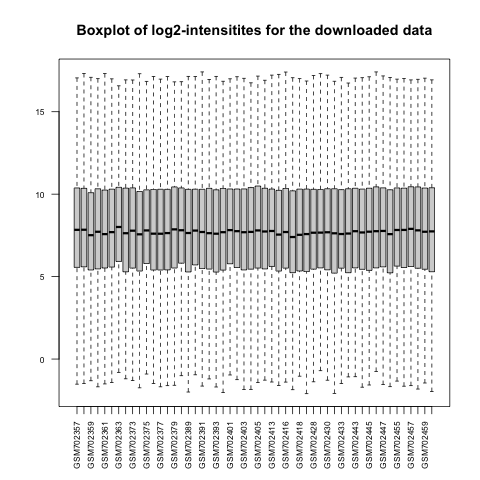 Boxplot of log2-intensitites for the downloaded data
15
10
5
0
GSM702357
GSM702359
GSM702361
GSM702363
GSM702373
GSM702375
GSM702377
GSM702379
GSM702389
GSM702391
GSM702393
GSM702401
GSM702403
GSM702405
GSM702413
GSM702416
GSM702418
GSM702428
GSM702430
GSM702433
GSM702443
GSM702445
GSM702447
GSM702455
GSM702457
GSM702459